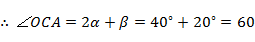 ∴ ∠OCA = 2α + β = 40° + 20° = 60